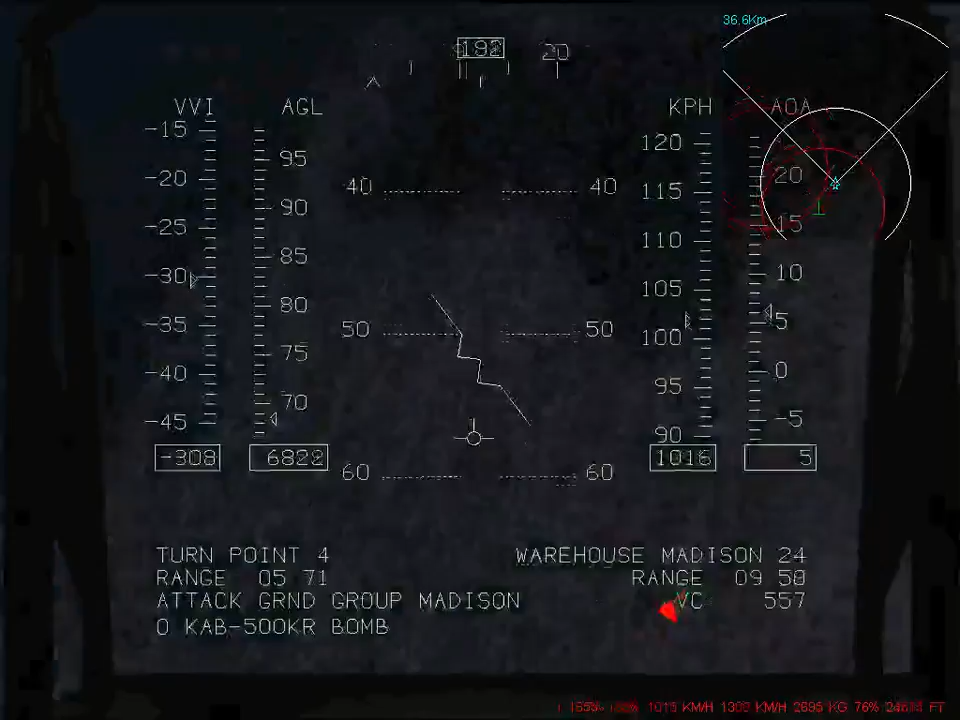 36,6Km
192 20
VVI AGL KPH AOA
-15 95 120 20
-20 90 115 15
-25 85 110 10
-30 80 105 5
-35 75 100 0
-40 70 95 -5
-45 90
40 40
50 50
60 60
-308 6822 1016 5
TURN POINT 4 WAREHOUSE MADISON 24
RANGE 05 71 RANGE 09 58
ATTACK GRND GROUP MADISON VC 557
0 KAB-500KR BOMB
1015 KM/H 1303 KM/H 2695 KG 76% FT